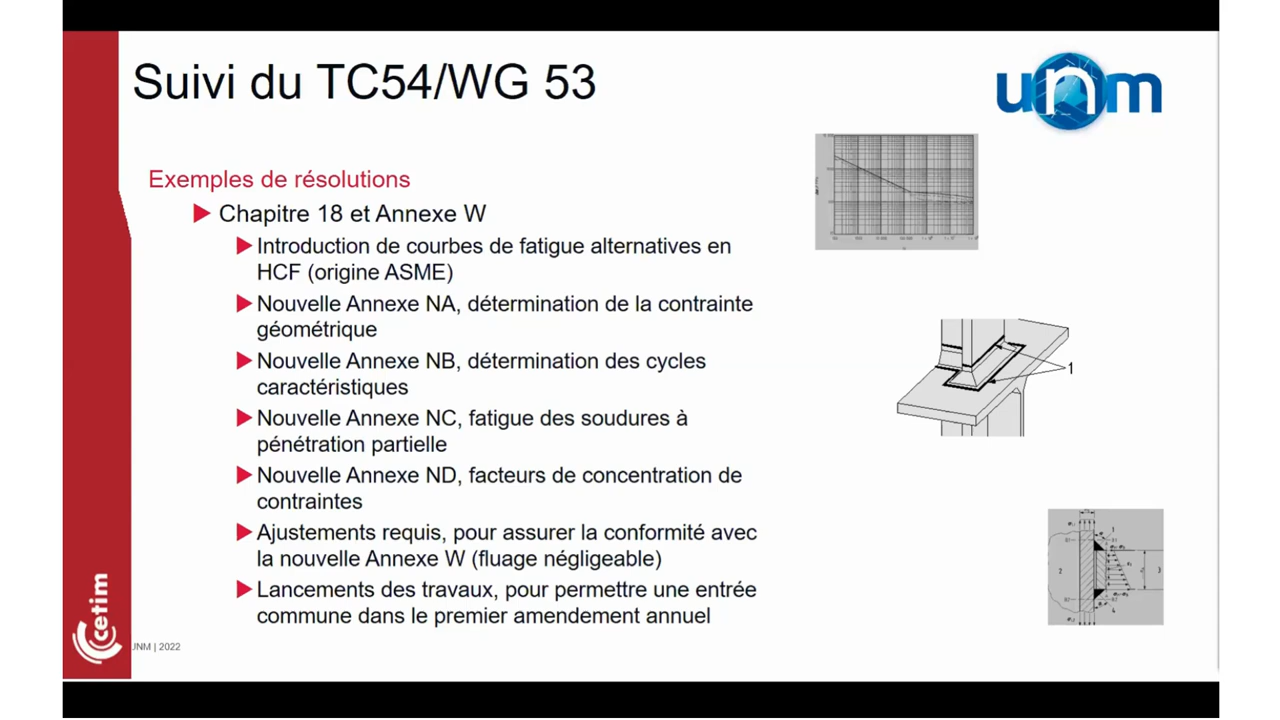 Suivi du TC54/WG 53
unm
Exemples de résolutions
Chapitre 18 et Annexe W
Introduction de courbes de fatigue alternatives en
HCF (origine ASME)
Nouvelle Annexe NA, détermination de la contrainte
géométrique
Nouvelle Annexe NB, détermination des cycles
caractéristiques
Nouvelle Annexe NC, fatigue des soudures à
pénétration partielle
Nouvelle Annexe ND, facteurs de concentration de
contraintes
Ajustements requis, pour assurer la conformité avec
la nouvelle Annexe W (fluage négligeable)
Lancements des travaux, pour permettre une entrée
commune dans le premier amendement annuel
1
2
3
4
cetim
JNM | 2022